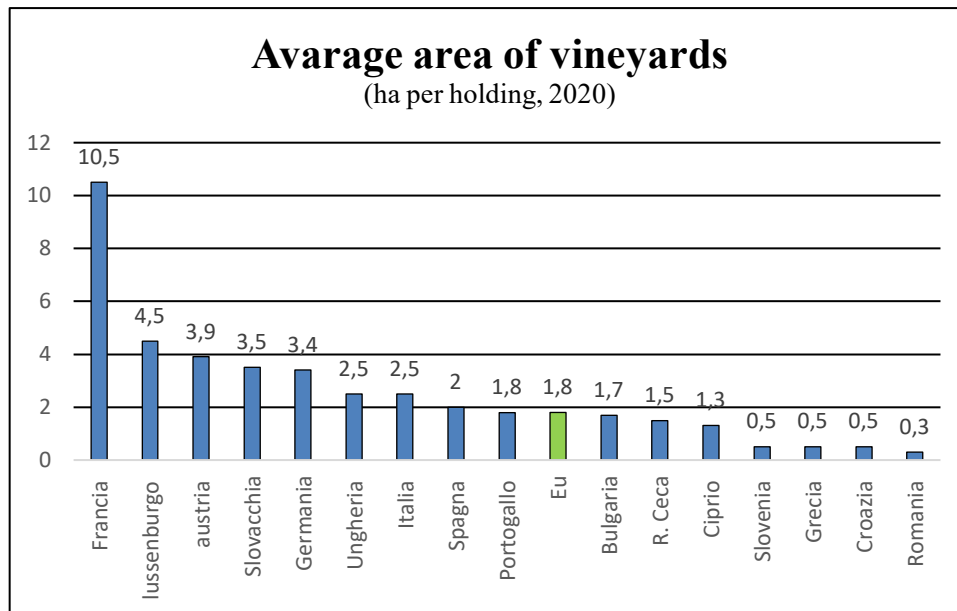 Avarage area of vineyards
(ha per holding, 2020)
12
10
8
6
4
2
0
10,5
4,5
3,9
3,5
3,4
2,5
2,5
2
1,8
1,8
1,7
1,5
1,3
0,5
0,5
0,5
0,3
Francia
lussenburgo
austria
Slovacchia
Germania
Ungheria
Italia
Spagna
Portogallo
Eu
Bulgaria
R. Ceca
Ciprio
Slovenia
Grecia
Croazia
Romania